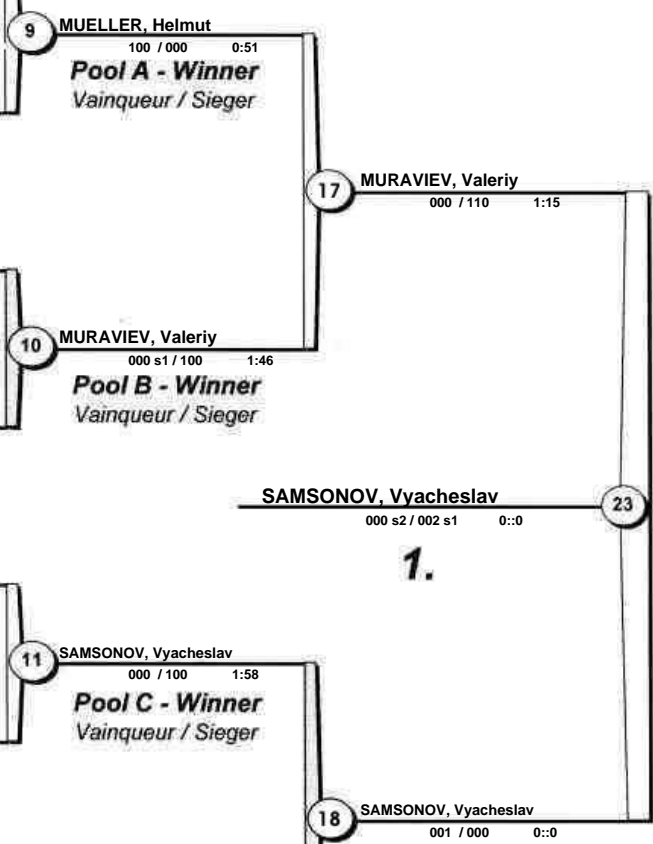 9
MUELLER, Helmut
100 / 000 0:51
Pool A - Winner
Vainqueur / Sieger
17
MURAVIEV, Valeriy
000 / 110 1:15
10
MURAVIEV, Valeriy
000 s1 / 100 1:46
Pool B - Winner
Vainqueur / Sieger
SAMSONOV, Vyacheslav
23
000 s2 / 002 s1 0::0
1.
11
SAMSONOV, Vyacheslav
000 / 100 1:58
Pool C - Winner
Vainqueur / Sieger
18
SAMSONOV, Vyacheslav
001 / 000 0::0